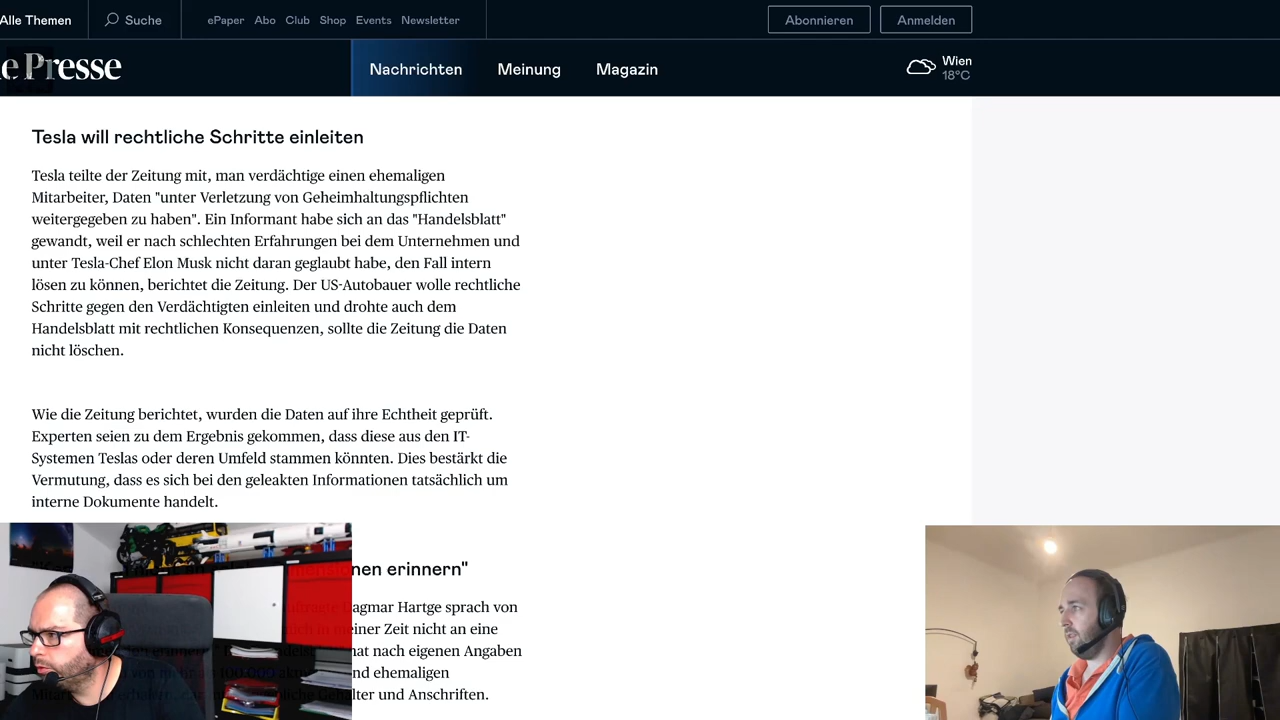 Alle Themen
Suche
ePaper Abo Club Shop Events Newsletter
Abonnieren
Anmelden
e Presse
Nachrichten Meinung Magazin
Wien
18°C
Tesla will rechtliche Schritte einleiten
Tesla teilte der Zeitung mit, man verdächtige einen ehemaligen
Mitarbeiter, Daten "unter Verletzung von Geheimhaltungspflichten
weitergegeben zu haben". Ein Informant habe sich an das "Handelsblatt"
gewandt, weil er nach schlechten Erfahrungen bei dem Unternehmen und
unter Tesla-Chef Elon Musk nicht daran geglaubt habe, den Fall intern
lösen zu können, berichtet die Zeitung. Der US-Autobauer wolle rechtliche
Schritte gegen den Verdächtigten einleiten und drohte auch dem
Handelsblatt mit rechtlichen Konsequenzen, sollte die Zeitung die Daten
nicht löschen.
Wie die Zeitung berichtet, wurden die Daten auf ihre Echtheit geprüft.
Experten seien zu dem Ergebnis gekommen, dass diese aus den IT-
Systemen Teslas oder deren Umfeld stammen könnten. Dies bestärkt die
Vermutung, dass es sich bei den geleakten Informationen tatsächlich um
interne Dokumente handelt.
nen erinnern"
Dagmar Hartge sprach von
meiner Zeit nicht an eine
hat nach eigenen Angaben
100.000 nd ehemaligen
Gehälter und Anschriften.